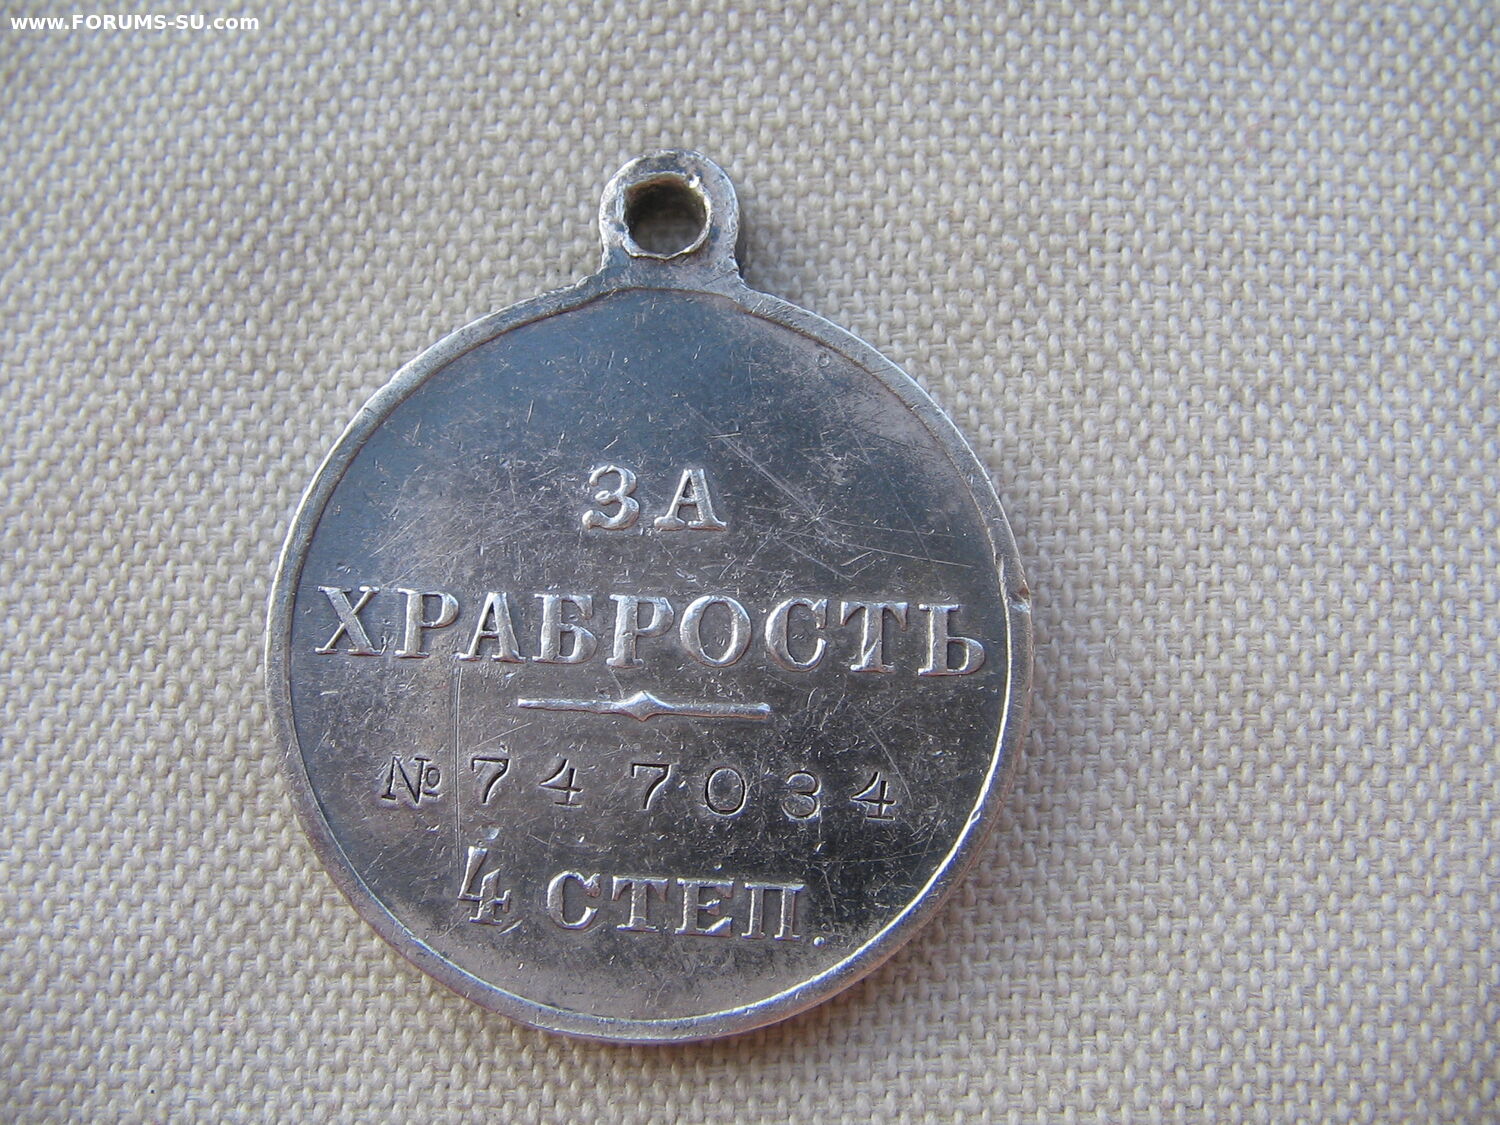 www.FORUMS-SU.com
ЗА
ХРАБРОСТЬ
№ 747034
4 СТЕП.